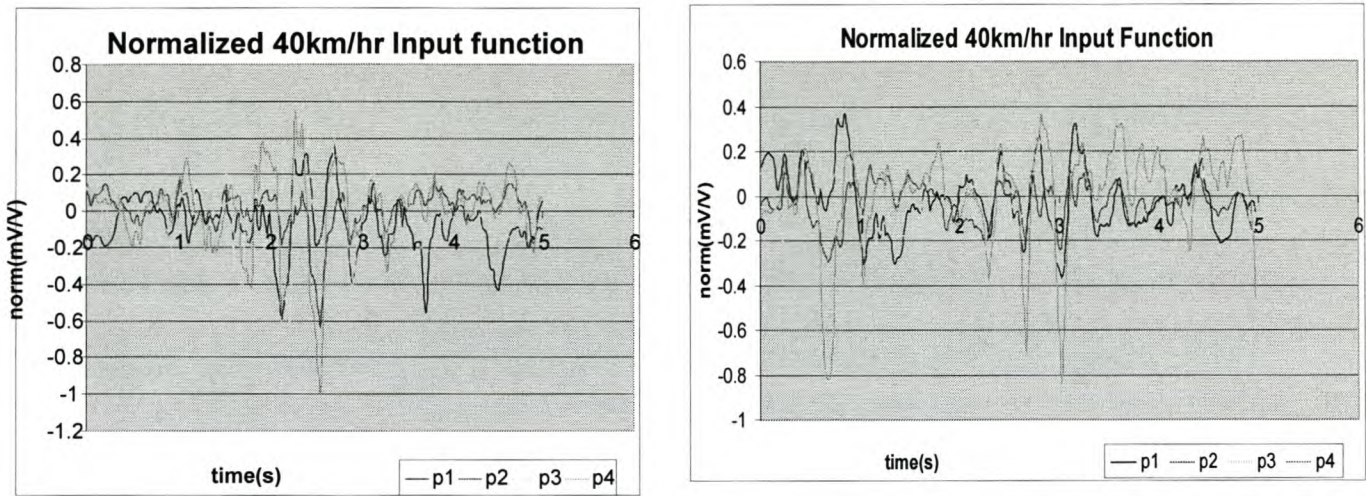 Normalized 40km/hr Input function
0.8
0.6
0.4
0.2
0
-0.2
-0.4
-0.6
-0.8
-1
-1.2
0 1 2 3 4 5 6
norm(mV/V)
time(s)
p1 p2 p3 p4
Normalized 40km/hr Input Function
0.6
0.4
0.2
0
-0.2
-0.4
-0.6
-0.8
-1
0 1 2 3 4 5 6
norm(mV/V)
time(s)
p1 p2 p3 p4